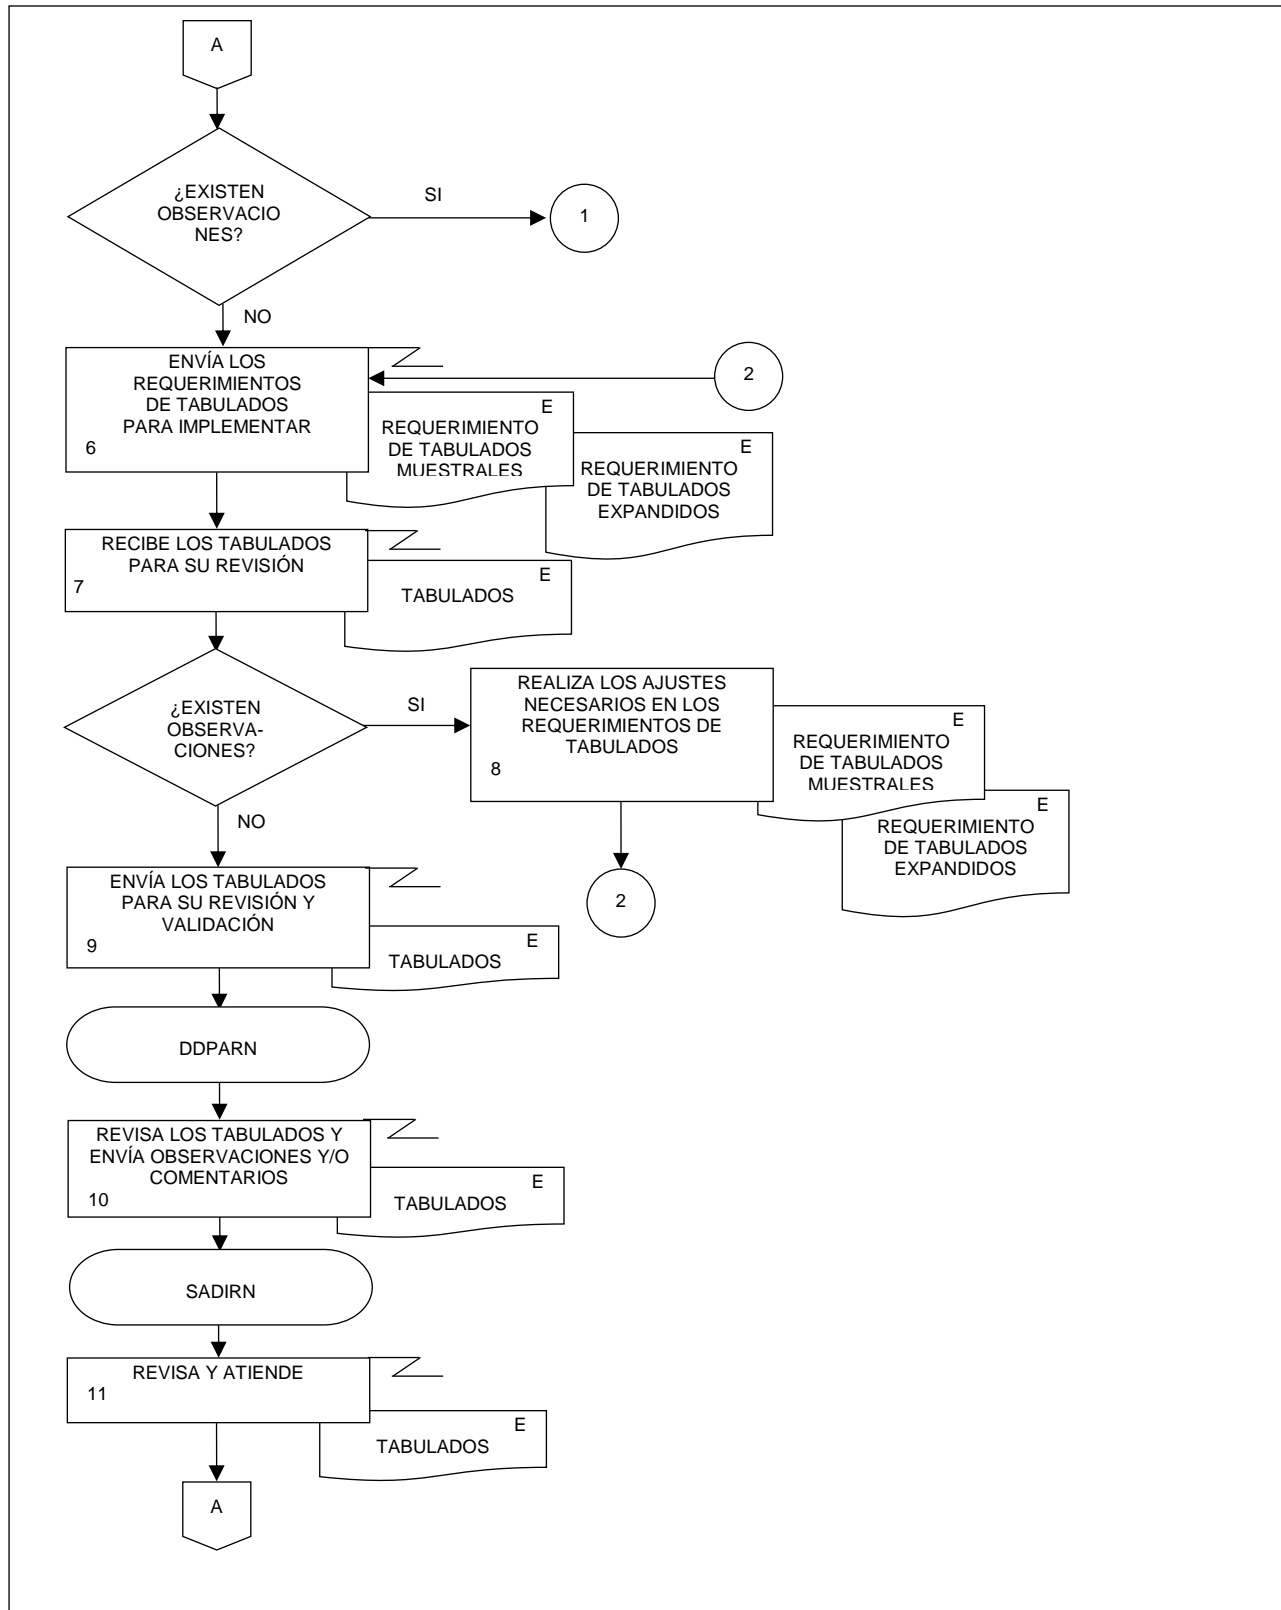 A
¿EXISTEN
OBSERVACIO
NES?
SI
1
NO
ENVÍA LOS
REQUERIMIENTOS
DE TABULADOS
PARA IMPLEMENTAR
6
2
E
REQUERIMIENTO
DE TABULADOS
MUESTRALES
E
REQUERIMIENTO
DE TABULADOS
EXPANDIDOS
RECIBE LOS TABULADOS
PARA SU REVISIÓN
7
E
TABULADOS
¿EXISTEN
OBSERVA-
CIONES?
SI
REALIZA LOS AJUSTES
NECESARIOS EN LOS
REQUERIMIENTOS DE
TABULADOS
8
E
REQUERIMIENTO
DE TABULADOS
MUESTRALES
E
REQUERIMIENTO
DE TABULADOS
EXPANDIDOS
2
NO
ENVÍA LOS TABULADOS
PARA SU REVISIÓN Y
VALIDACIÓN
9
E
TABULADOS
DDPARN
REVISA LOS TABULADOS Y
ENVÍA OBSERVACIONES Y/O
COMENTARIOS
10
E
TABULADOS
SADIRN
REVISA Y ATIENDE
11
E
TABULADOS
A